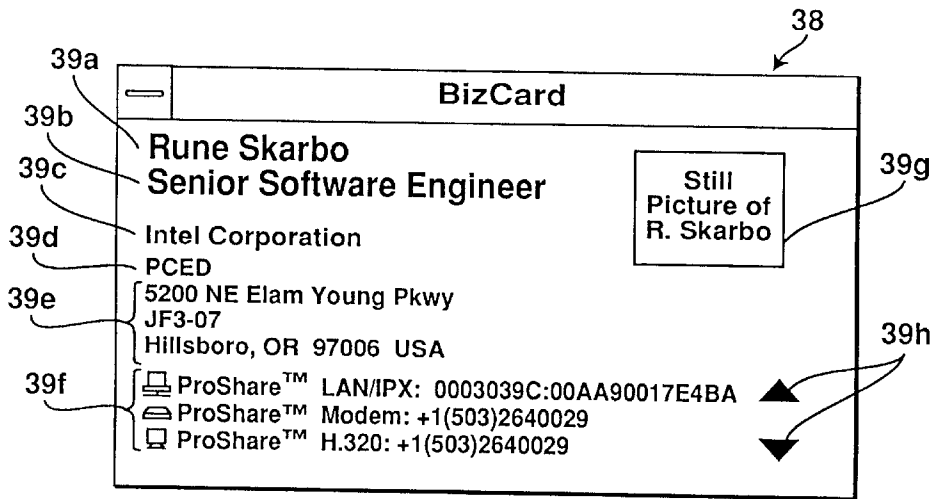 38
39a
BizCard
39b
Rune Skarbo
39c
Senior Software Engineer
Still
Picture of
R. Skarbo
39g
39d
Intel Corporation
PCED
39e
5200 NE Elam Young Pkwy
JF3-07
Hillsboro, OR 97006 USA
39h
39f
ProShare™ LAN/IPX: 0003039C:00AA90017E4BA
ProShare™ Modem: +1(503)2640029
ProShare™ H.320: +1(503)2640029